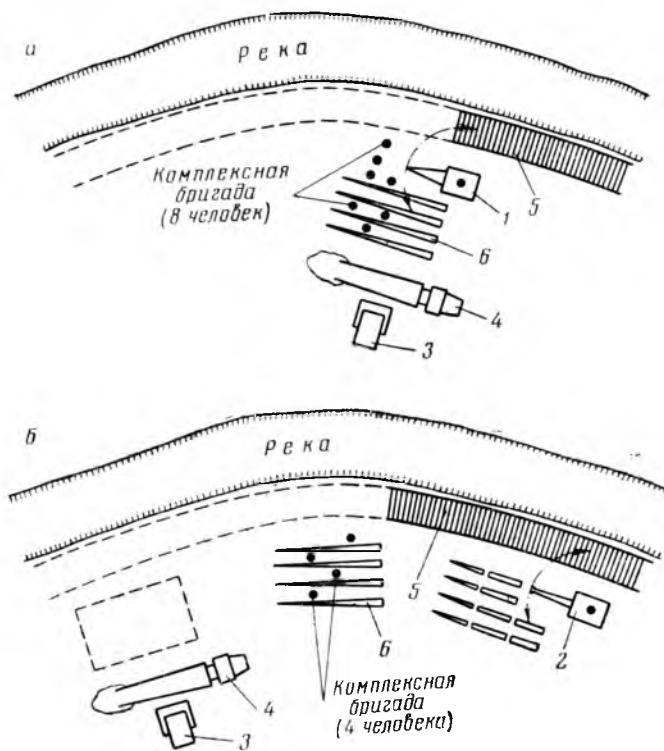 а
Река
Комплексная
бригада
(8 человек)
1
5
6
4
3
б
Река
5
6
2
4
3
Комплексная
бригада
(4 человека)